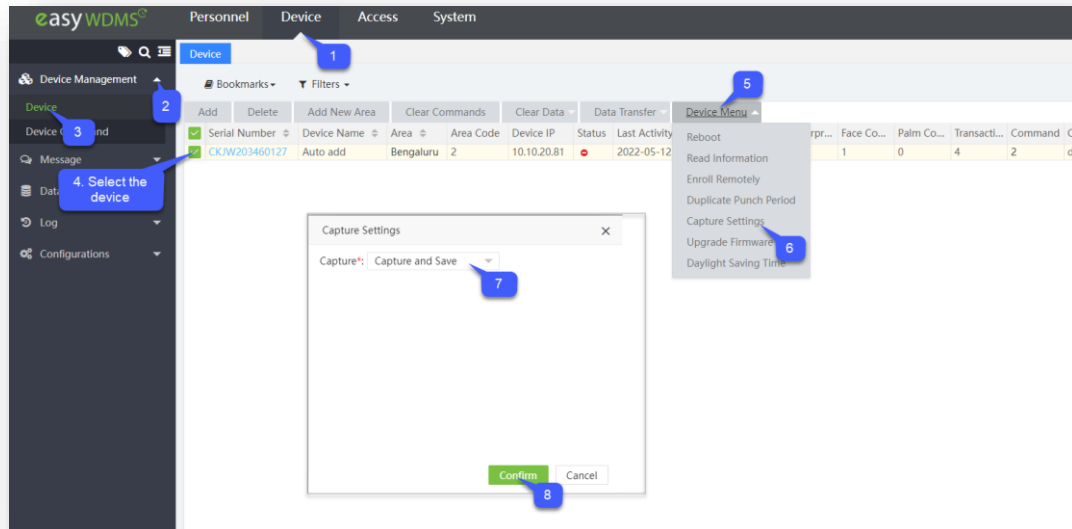 easy WDMS
Personnel Device Access System
1
Device
Device Management
2
Bookmarks Filters
5
Device
3
Device C nd
Add Delete Add New Area Clear Commands Clear Data Data Transfer Device Menu
Serial Number Device Name Area Area Code Device IP Status Last Activity rpr... Face Co... Palm Co... Transacti... Command
CKJW203460127 Auto add Bengaluru 2 10.10.20.81 2022-05-12 1 0 4 2
Message
4. Select the
device
Data
Log
Configurations
Reboot
Read Information
Enroll Remotely
Duplicate Punch Period
Capture Settings
6
Upgrade Firmware
Daylight Saving Time
Capture Settings
Capture*: Capture and Save
7
Confirm Cancel
8